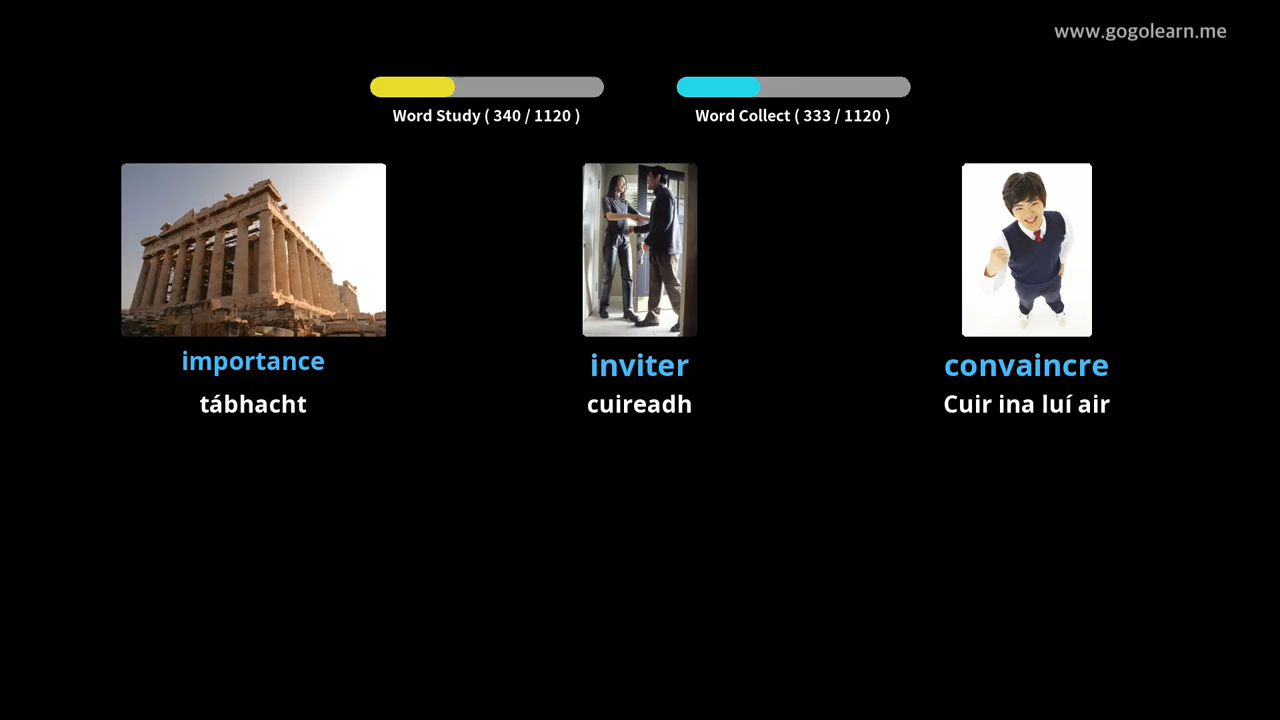 www.gogolearn.me
Word Study ( 340 / 1120 )
Word Collect ( 333 / 1120 )
importance
inviter
convaincre
tábhacht
cuireadh
Cuir ina luí air